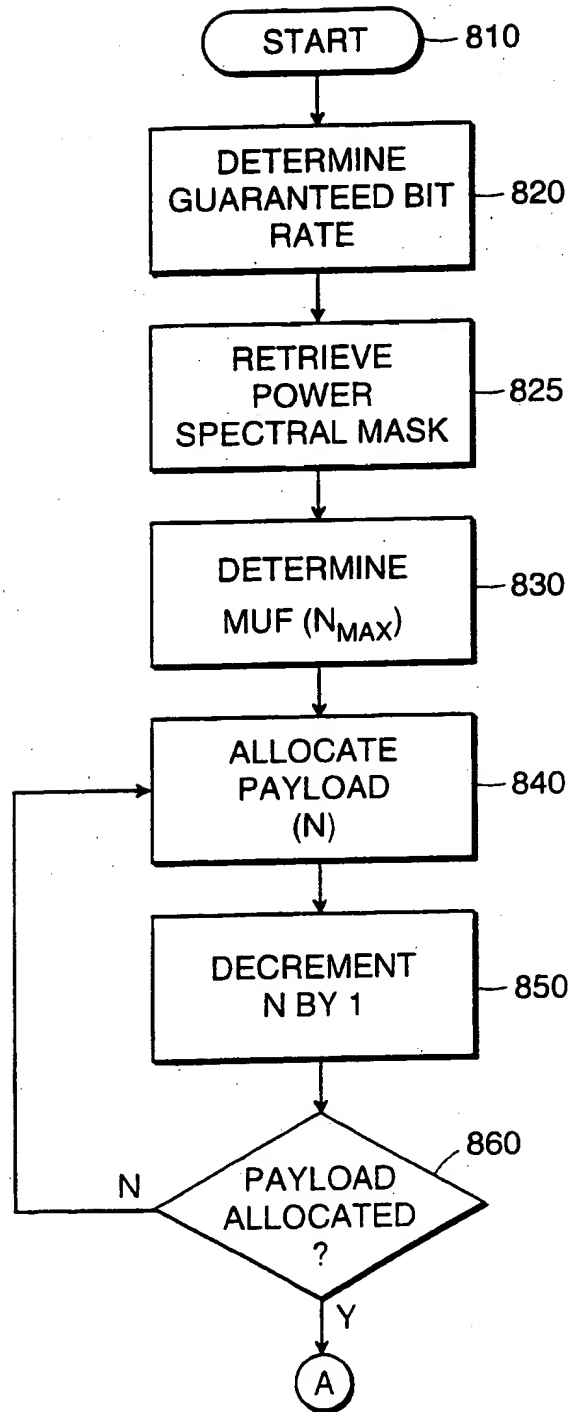 START
810
DETERMINE
GUARANTEED BIT
RATE
820
RETRIEVE
POWER
SPECTRAL MASK
825
DETERMINE
MUF (N_MAX)
830
ALLOCATE
PAYLOAD
(N)
840
DECREMENT
N BY 1
850
860
PAYLOAD
ALLOCATED
?
N
Y
A